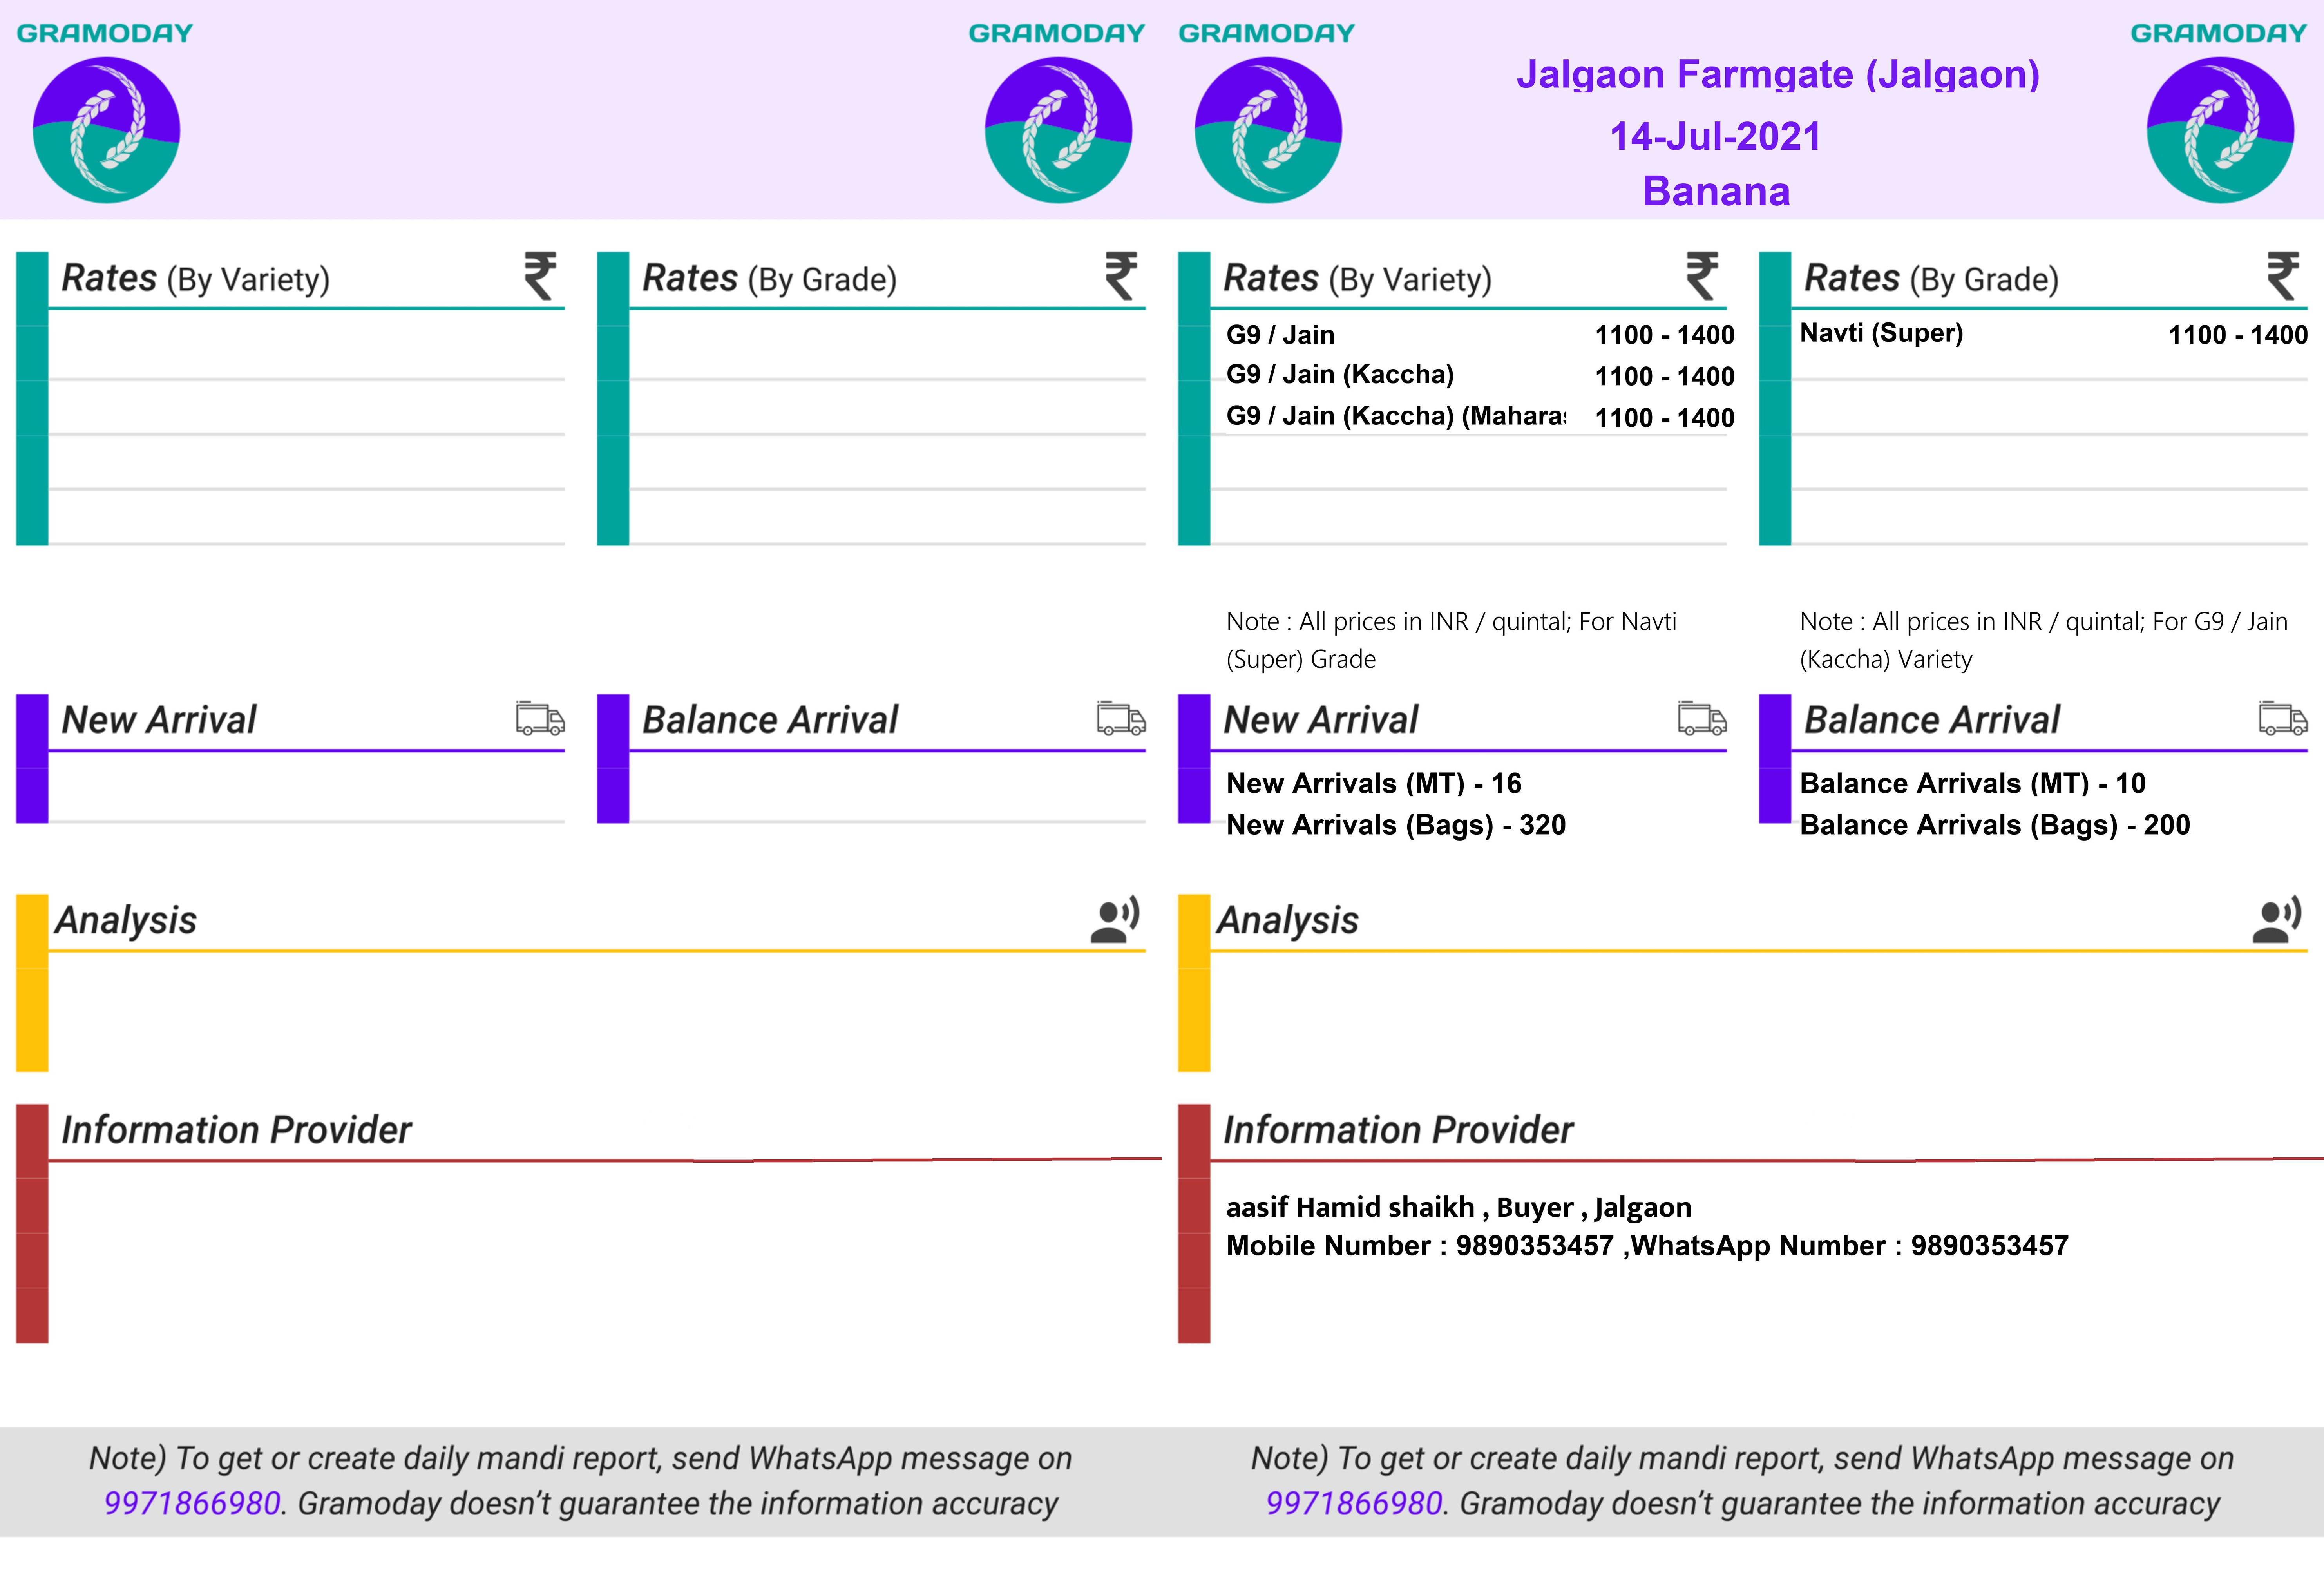 GRAMODAY
GRAMODAY
Rates (By Variety) ₹
Rates (By Grade) ₹
New Arrival
Balance Arrival
Analysis
Information Provider
Note) To get or create daily mandi report, send WhatsApp message on
9971866980. Gramoday doesn't guarantee the information accuracy
GRAMODAY
GRAMODAY
Jalgaon Farmgate (Jalgaon)
14-Jul-2021
Banana
Rates (By Variety) ₹
G9 / Jain 1100 - 1400
G9 / Jain (Kaccha) 1100 - 1400
G9 / Jain (Kaccha) (Maharas 1100 - 1400
Note : All prices in INR / quintal; For Navti
(Super) Grade
Rates (By Grade) ₹
Navti (Super) 1100 - 1400
Note : All prices in INR / quintal; For G9 / Jain
(Kaccha) Variety
New Arrival
New Arrivals (MT) - 16
New Arrivals (Bags) - 320
Balance Arrival
Balance Arrivals (MT) - 10
Balance Arrivals (Bags) - 200
Analysis
Information Provider
aasif Hamid shaikh , Buyer , Jalgaon
Mobile Number : 9890353457 ,WhatsApp Number : 9890353457
Note) To get or create daily mandi report, send WhatsApp message on
9971866980. Gramoday doesn't guarantee the information accuracy